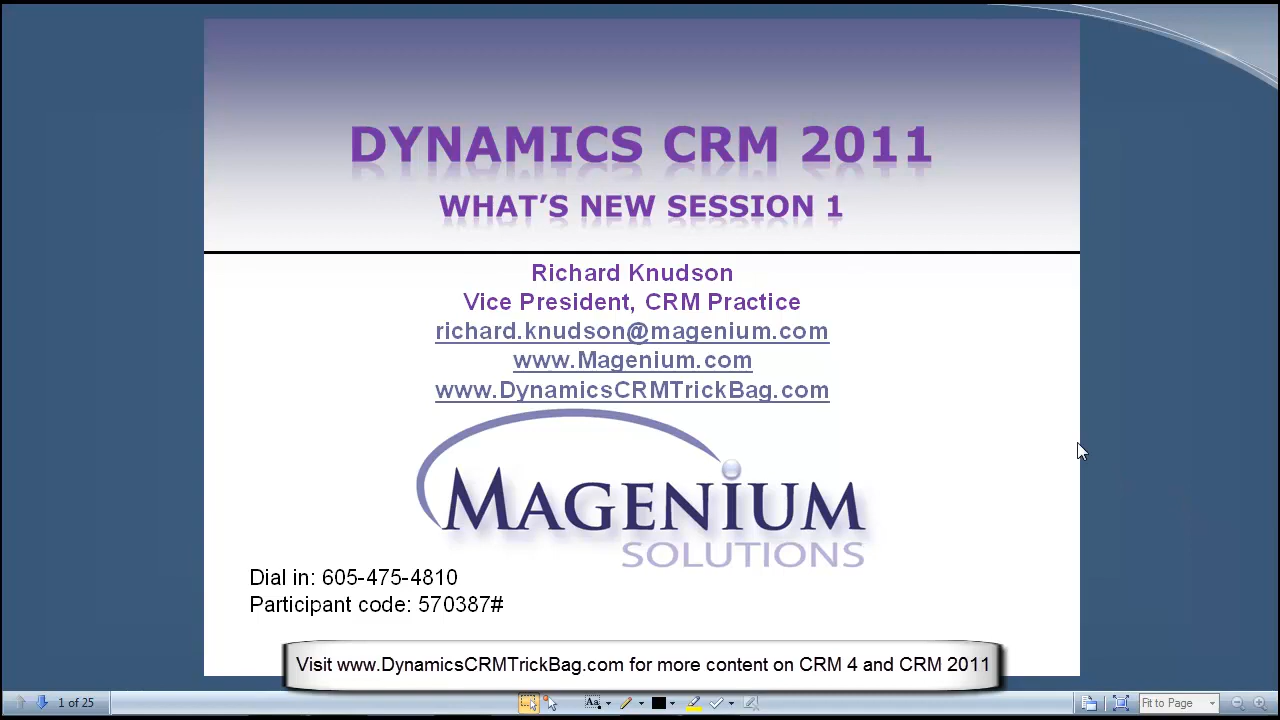 DYNAMICS CRM 2011
WHAT'S NEW SESSION 1
Richard Knudson
Vice President, CRM Practice
richard.knudson@magenium.com
www.Magenium.com
www.DynamicsCRMTrickBag.com
MAGENIUM
SOLUTIONS
Dial in: 605-475-4810
Participant code: 570387#
Visit www.DynamicsCRMTrickBag.com for more content on CRM 4 and CRM 2011
1 of 25
Aa
Fit to Page